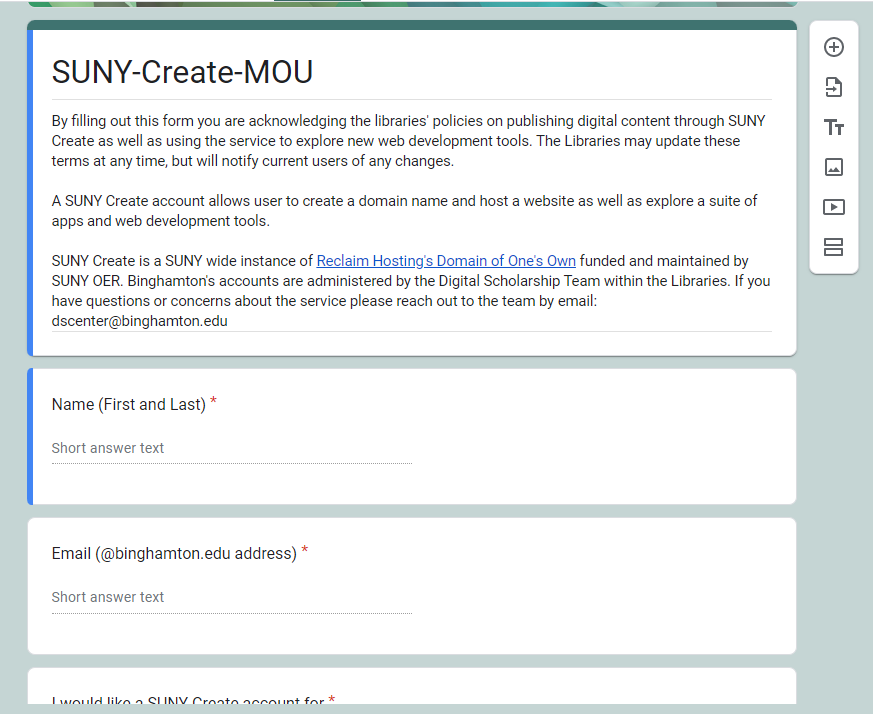 SUNY-Create-MOU
By filling out this form you are acknowledging the libraries' policies on publishing digital content through SUNY
Create as well as using the service to explore new web development tools. The Libraries may update these
terms at any time, but will notify current users of any changes.
A SUNY Create account allows user to create a domain name and host a website as well as explore a suite of
apps and web development tools.
SUNY Create is a SUNY wide instance of Reclaim Hosting's Domain of One's Own funded and maintained by
SUNY OER. Binghamton's accounts are administered by the Digital Scholarship Team within the Libraries. If you
have questions or concerns about the service please reach out to the team by email:
dscenter@binghamton.edu
Name (First and Last) *
Short answer text
Email (@binghamton.edu address) *
Short answer text
I would like a SUNY Create account for *
Tт